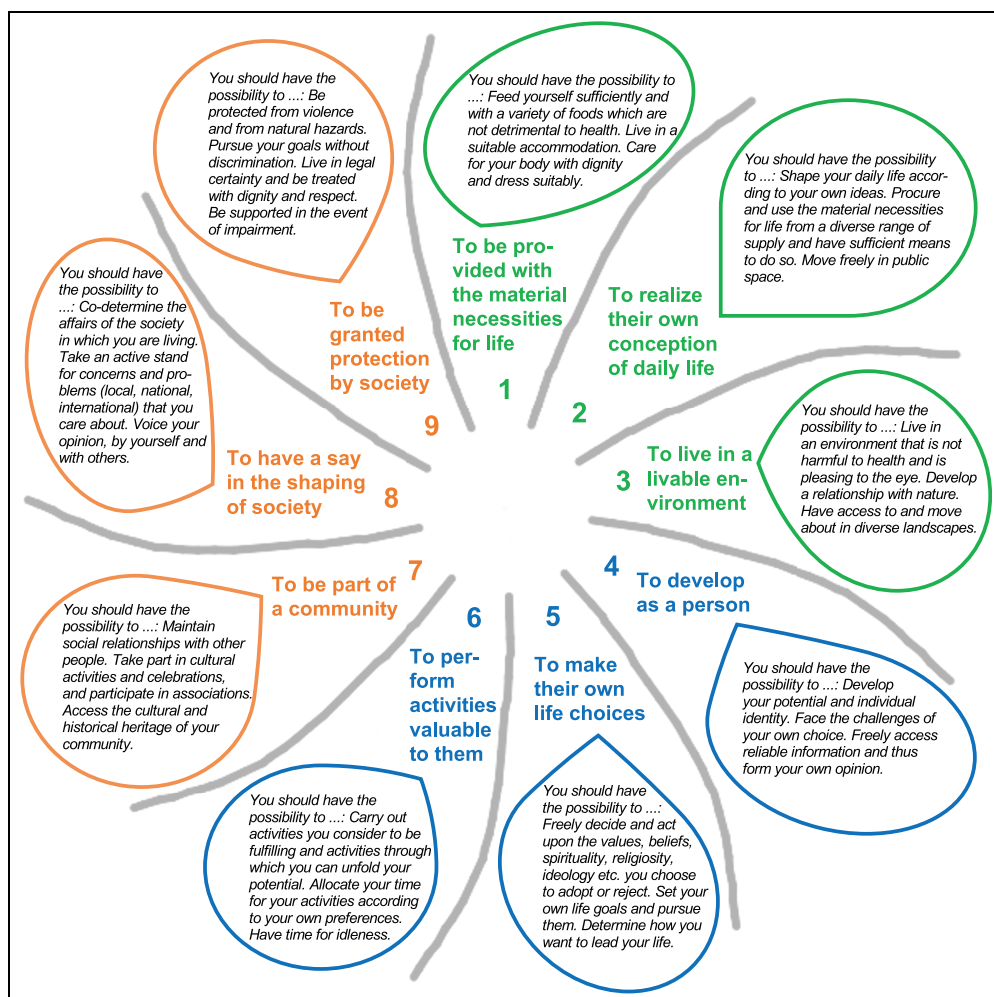 You should have the
possibility to ...: Feed yourself sufficiently and
with a variety of foods which are
not detrimental to health. Live in a
suitable accommodation. Care
for your body with dignity
and dress suitably.
To be pro-
vided with
the material
necessities
for life
1
You should have the possibility
to ...: Shape your daily life accor-
ding to your own ideas. Procure
and use the material necessities
for life from a diverse range of
supply and have sufficient means
to do so. Move freely in public
space.
To realize
their own
conception
of daily life
2
You should have the
possibility to ...: Live in
an environment that is not
harmful to health and is
pleasing to the eye. Develop
a relationship with nature.
Have access to and move
about in diverse landscapes.
To live in a
livable en-
vironment
3
4
To develop
as a person
You should have the
possibility to ...: Develop
your potential and individual
identity. Face the challenges of
your own choice. Freely access
reliable information and thus
form your own opinion.
5
To make
their own
life choices
You should have
the possibility to ...:
Freely decide and act
upon the values, beliefs,
spirituality, religiosity,
ideology etc. you choose
to adopt or reject. Set your
own life goals and pursue
them. Determine how you
want to lead your life.
6
To per-
form
activities
valuable
to them
You should have the
possibility to ...: Carry out
activities you consider to be
fulfilling and activities through
which you can unfold your
potential. Allocate your time
for your activities according
to your own preferences.
Have time for idleness.
7
To be part of
a community
You should have the
possibility to ...: Maintain
social relationships with other
people. Take part in cultural
activities and celebrations,
and participate in associations.
Access the cultural and
historical heritage of your
community.
8
To have a say
in the shaping
of society
You should have
the possibility to
...: Co-determine the
affairs of the society
in which you are living.
Take an active stand
for concerns and pro-
blems (local, national,
international) that you
care about. Voice your
opinion, by yourself and
with others.
9
To be
granted
protection
by society
You should have the
possibility to ...: Be
protected from violence
and from natural hazards.
Pursue your goals without
discrimination. Live in legal
certainty and be treated
with dignity and respect.
Be supported in the event
of impairment.